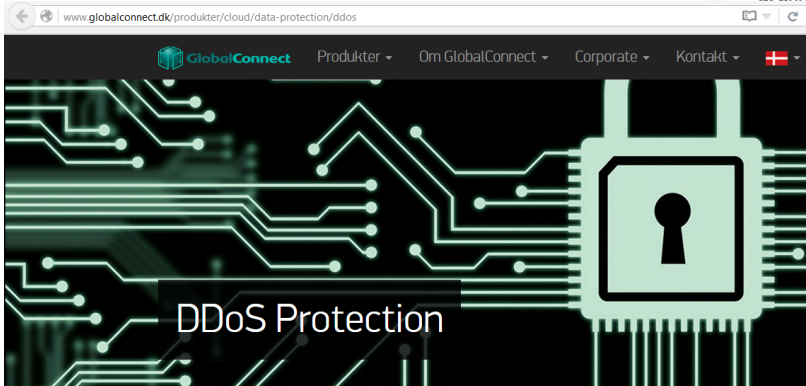 www.globalconnect.dk/produkter/cloud/data-protection/ddos
GlobalConnect Produkter Om GlobalConnect Corporate Kontakt
DDoS Protection